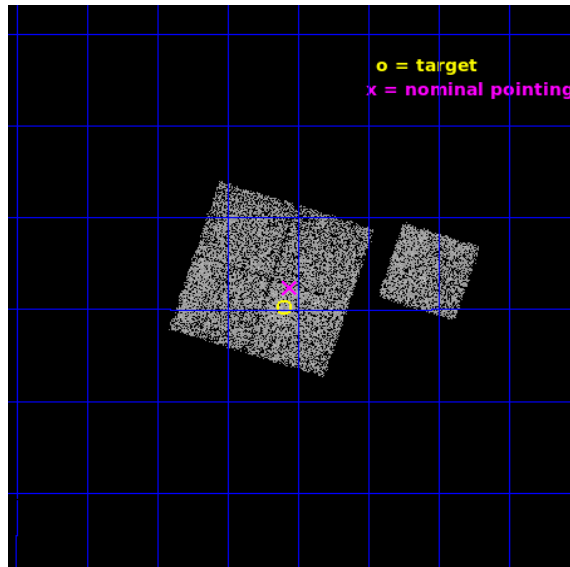 o = target
x = nominal pointing